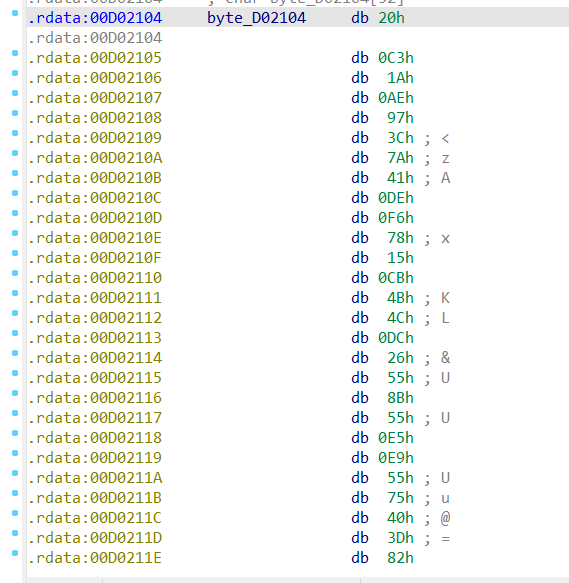 .rdata:00D02104 ; char byte_D02104[32]
.rdata:00D02104 byte_D02104 db 20h
.rdata:00D02104
.rdata:00D02105 db 0C3h
.rdata:00D02106 db 1Ah
.rdata:00D02107 db 0AEh
.rdata:00D02108 db 97h
.rdata:00D02109 db 3Ch ; <
.rdata:00D0210A db 7Ah ; z
.rdata:00D0210B db 41h ; A
.rdata:00D0210C db 0DEh
.rdata:00D0210D db 0F6h
.rdata:00D0210E db 78h ; x
.rdata:00D0210F db 15h
.rdata:00D02110 db 0CBh
.rdata:00D02111 db 4Bh ; K
.rdata:00D02112 db 4Ch ; L
.rdata:00D02113 db 0DCh
.rdata:00D02114 db 26h ; &
.rdata:00D02115 db 55h ; U
.rdata:00D02116 db 8Bh
.rdata:00D02117 db 55h ; U
.rdata:00D02118 db 0E5h
.rdata:00D02119 db 0E9h
.rdata:00D0211A db 55h ; U
.rdata:00D0211B db 75h ; u
.rdata:00D0211C db 40h ; @
.rdata:00D0211D db 3Dh ; =
.rdata:00D0211E db 82h